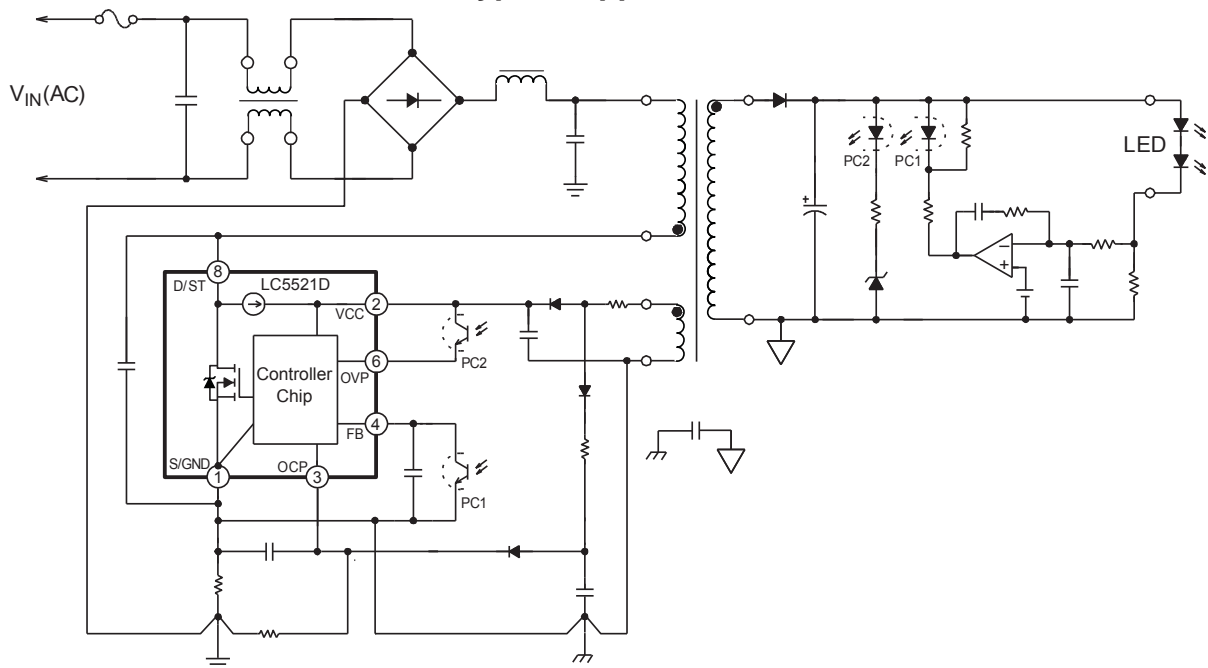 V_IN(AC)
LED
PC2
PC1
8
D/ST
LC5521D
VCC
2
PC2
Controller
Chip
6
OVP
4
FB
S/GND
OCP
1
3
PC1